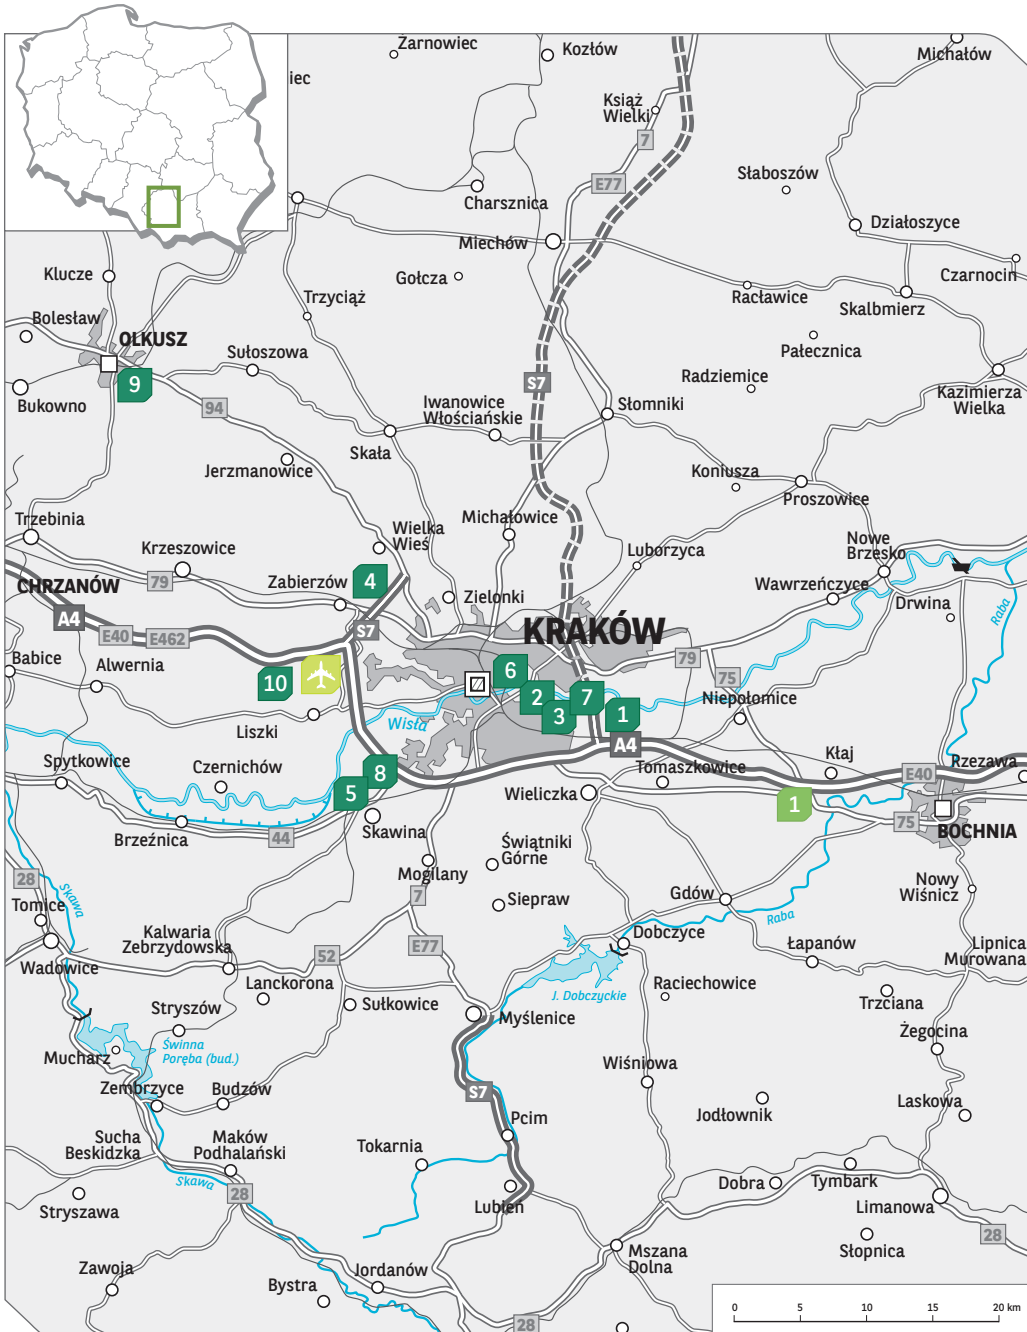 Żarnowiec
Kozłów
Michałów
iec
Książ
Wielki
7
Słaboszów
E77
Charsznica
Działoszyce
Miechów
Czarnocin
Klucze
Gołcza
Trzyciąż
Racławice
Skalbmierz
Bolesław
OLKUSZ
Sułoszowa
Pałecznica
9
S7
Radziemice
Bukowno
94
Iwanowice
Włościańskie
Słomniki
Kazimierza
Wielka
Skała
Jerzmanowice
Koniusza
Proszowice
Trzebinia
Michałowice
Wielka
Wieś
Nowe
Brzesko
Krzeszowice
Luborzyca
79
CHRZANÓW
Zabierzów
4
Zielonki
Wawrzeńczyce
Drwina
Raba
A4
E40
E462
S7
KRAKÓW
79
Babice
Alwernia
10
6
75
2
7
Niepołomice
3
1
Wisła
Liszki
A4
Spytkowice
Czernichów
8
5
Tomaszkowice
Kłaj
Rzezawa
E40
Wieliczka
1
Brzeźnica
44
Skawina
75
BOCHNIA
Świątniki
Górne
Mogilany
28
Skawa
7
Siepraw
Gdów
Nowy
Wiśnicz
Tomice
Raba
Kalwaria
Zebrzydowska
52
E77
Dobczyce
Łapanów
Lipnica
Murowana
Wadowice
Lanckorona
Sułkowice
J. Dobczyckie
Raciechowice
Trzciana
Stryszów
Myślenice
Żegocina
Świnna
Poręba (bud.)
Mucharz
Wiśniowa
Zembrzyce
Budzów
S7
Jodłownik
Laskowa
Pcim
Sucha
Beskidzka
Maków
Podhalański
Tokarnia
Skawa
28
Lubień
Dobra
Tymbark
Stryszawa
Limanowa
28
Słopnica
Mszana
Dolna
Zawoja
Bystra
Jordanów
28
0
5
10
15
20 km